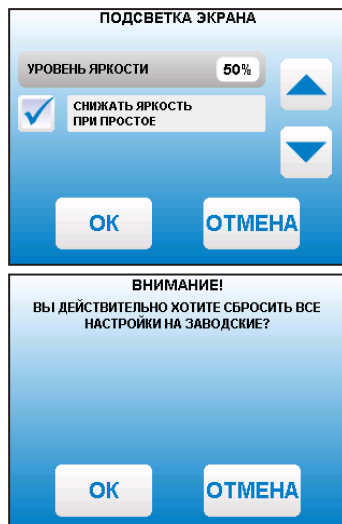 ПОДСВЕТКА ЭКРАНА
УРОВЕНЬ ЯРКОСТИ 50%
СНИЖАТЬ ЯРКОСТЬ
ПРИ ПРОСТОЕ
ОК ОТМЕНА
ВНИМАНИЕ!
ВЫ ДЕЙСТВИТЕЛЬНО ХОТИТЕ СБРОСИТЬ ВСЕ
НАСТРОЙКИ НА ЗАВОДСКИЕ?
ОК ОТМЕНА